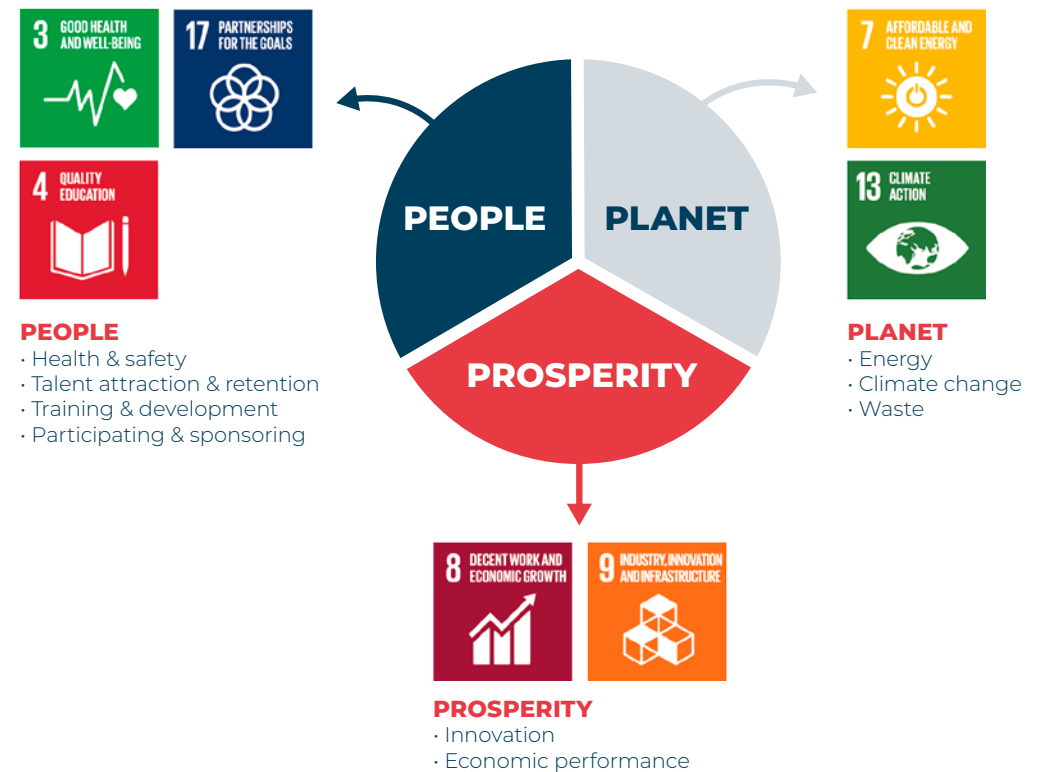 3 GOOD HEALTH
AND WELL-BEING
17 PARTNERSHIPS
FOR THE GOALS
4 QUALITY
EDUCATION
PEOPLE
· Health & safety
· Talent attraction & retention
· Training & development
· Participating & sponsoring
PEOPLE
PLANET
PROSPERITY
7 AFFORDABLE AND
CLEAN ENERGY
13 CLIMATE
ACTION
PLANET
· Energy
· Climate change
· Waste
8 DECENT WORK AND
ECONOMIC GROWTH
9 INDUSTRY, INNOVATION
AND INFRASTRUCTURE
PROSPERITY
· Innovation
· Economic performance